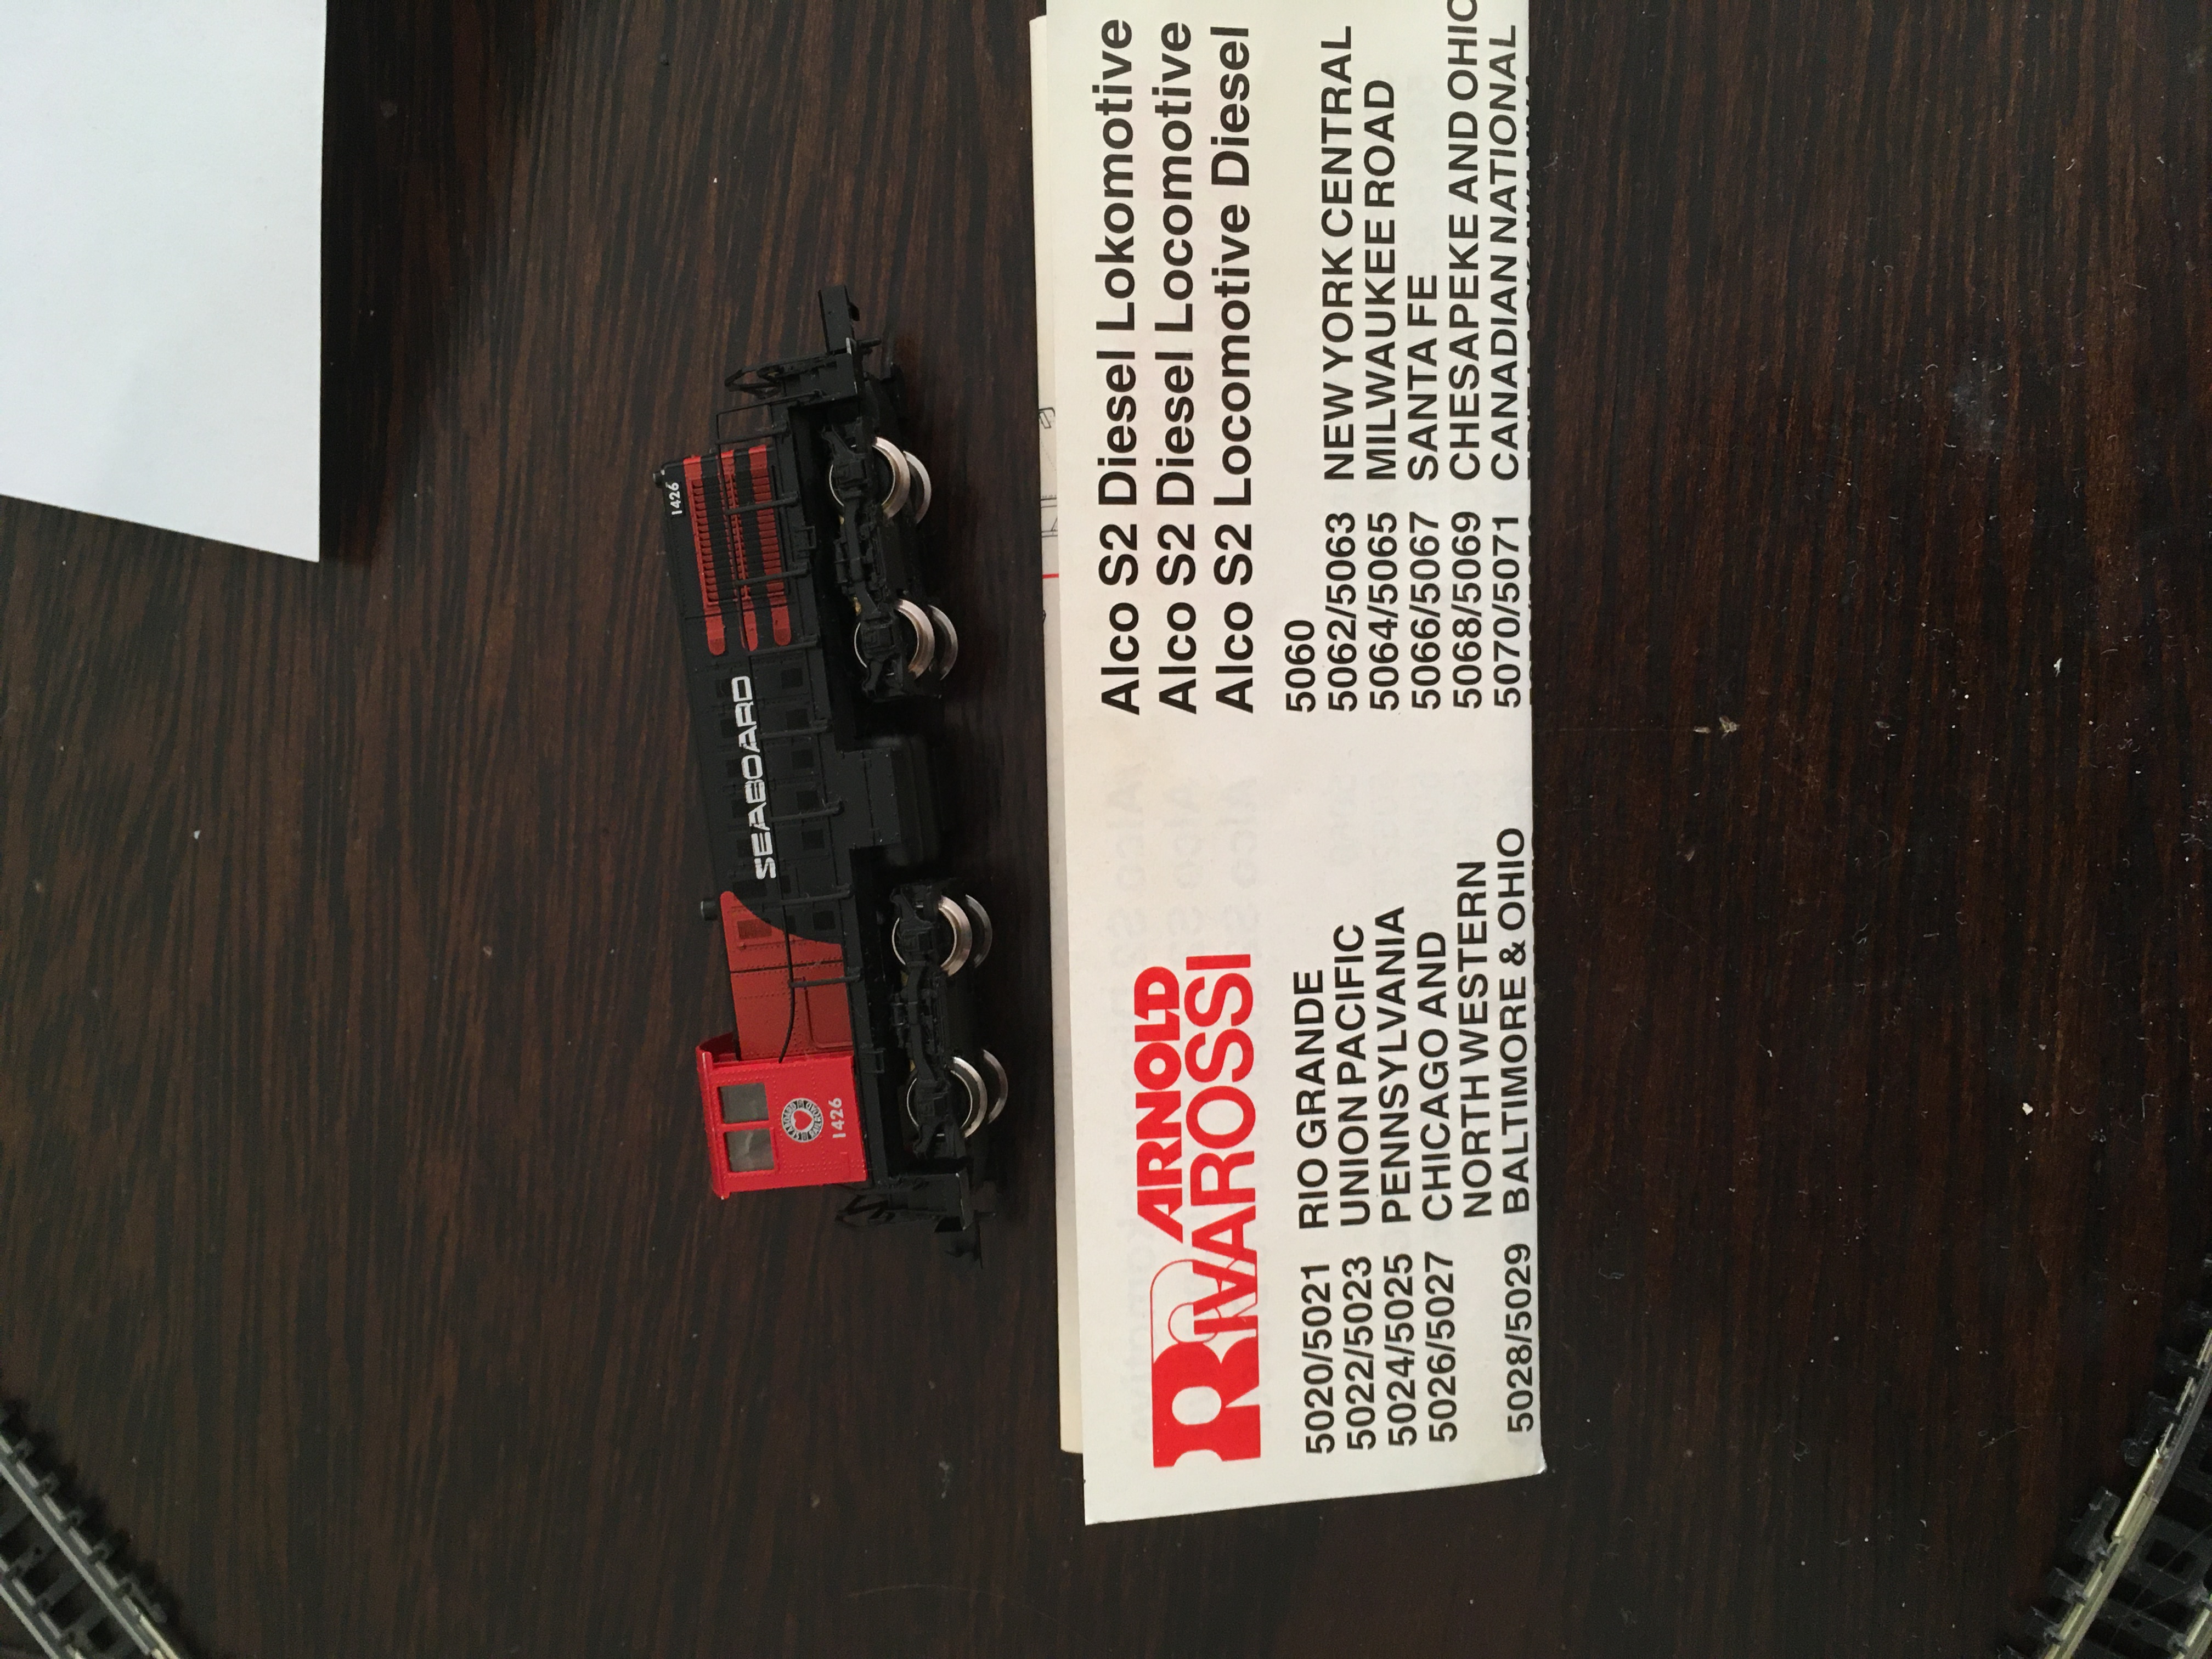 1426
SEABOARD
SEABOARD
1426
ARNOLD
RIVAROSSI
Alco S2 Diesel Lokomotive
Alco S2 Diesel Locomotive
Alco S2 Locomotive Diesel
5020/5021 RIO GRANDE
5022/5023 UNION PACIFIC
5024/5025 PENNSYLVANIA
5026/5027 CHICAGO AND
NORTH WESTERN
5028/5029 BALTIMORE & OHIO
5060
5062/5063 NEW YORK CENTRAL
5064/5065 MILWAUKEE ROAD
5066/5067 SANTA FE
5068/5069 CHESAPEKE AND OHIO
5070/5071 CANADIAN NATIONAL